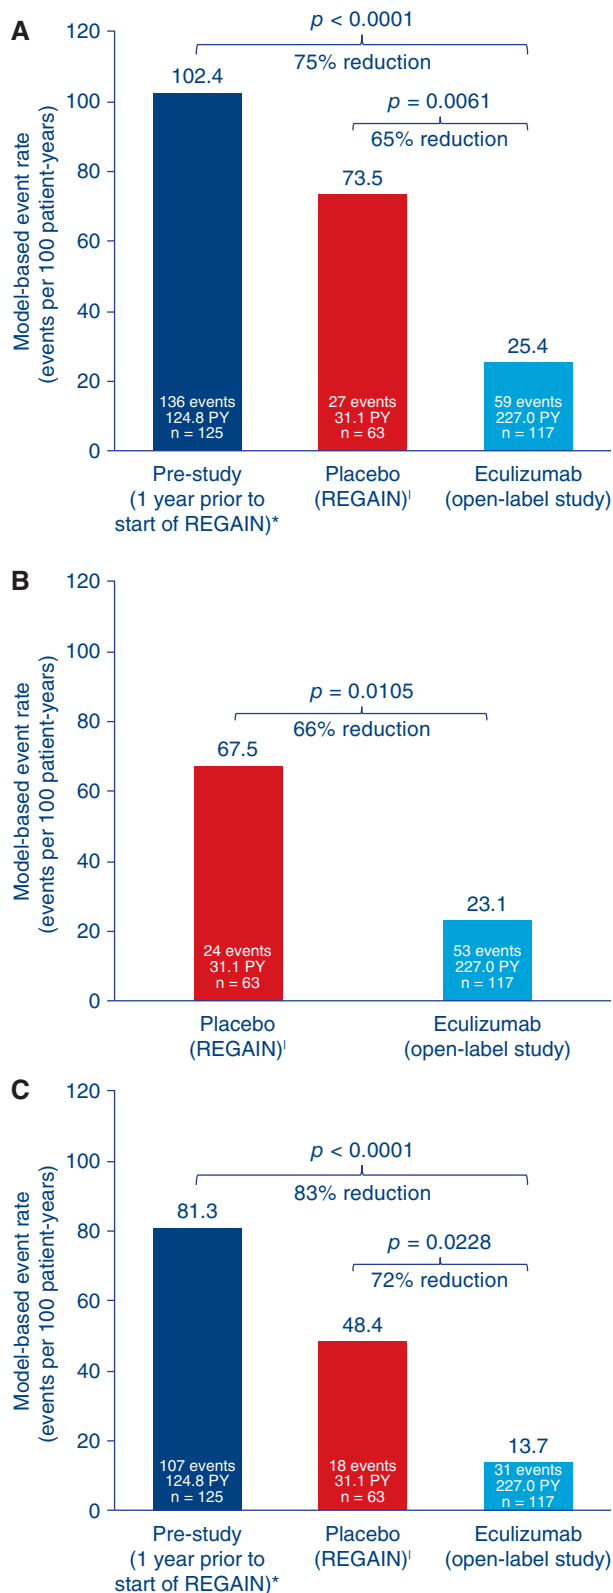 A
Model-based event rate
(events per 100 patient-years)
120
100
80
60
40
20
0
p < 0.0001
75% reduction
p = 0.0061
65% reduction
102.4
73.5
25.4
136 events
124.8 PY
n = 125
27 events
31.1 PY
n = 63
59 events
227.0 PY
n = 117
Pre-study
(1 year prior to
start of REGAIN)*
Placebo
(REGAIN)ˡ
Eculizumab
(open-label study)
B
Model-based event rate
(events per 100 patient-years)
120
100
80
60
40
20
0
p = 0.0105
66% reduction
67.5
23.1
24 events
31.1 PY
n = 63
53 events
227.0 PY
n = 117
Placebo
(REGAIN)ˡ
Eculizumab
(open-label study)
C
Model-based event rate
(events per 100 patient-years)
120
100
80
60
40
20
0
p < 0.0001
83% reduction
p = 0.0228
72% reduction
81.3
48.4
13.7
107 events
124.8 PY
n = 125
18 events
31.1 PY
n = 63
31 events
227.0 PY
n = 117
Pre-study
(1 year prior to
start of REGAIN)*
Placebo
(REGAIN)ˡ
Eculizumab
(open-label study)